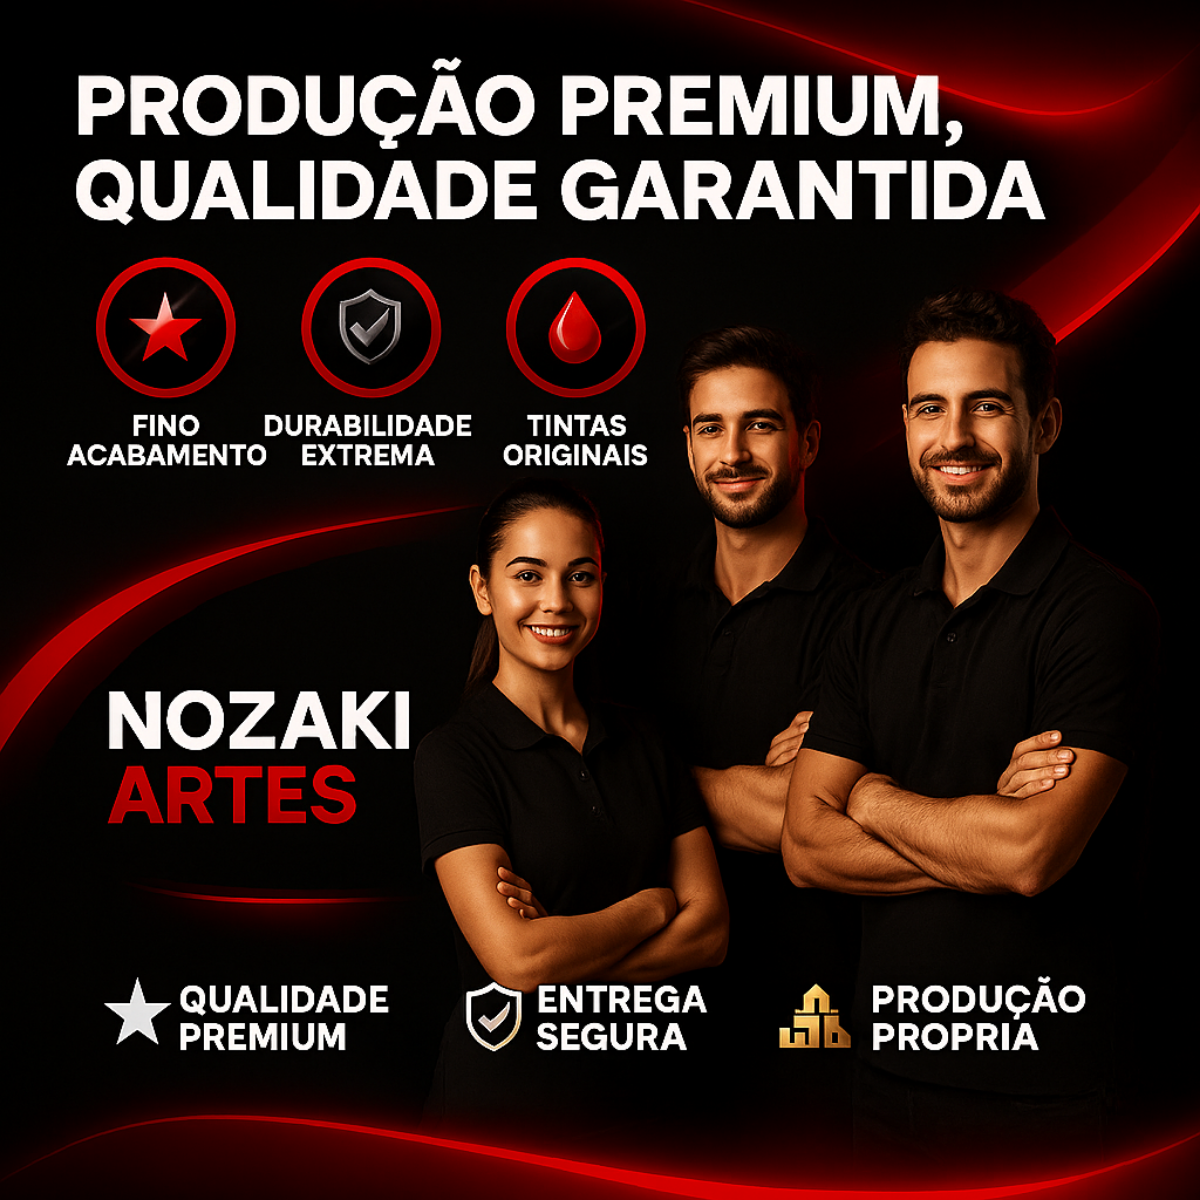 PRODUÇÃO PREMIUM,
QUALIDADE GARANTIDA
FINO
ACABAMENTO
DURABILIDADE
EXTREMA
TINTAS
ORIGINAIS
NOZAKI
ARTES
QUALIDADE
PREMIUM
ENTREGA
SEGURA
PRODUÇÃO
PROPRIA